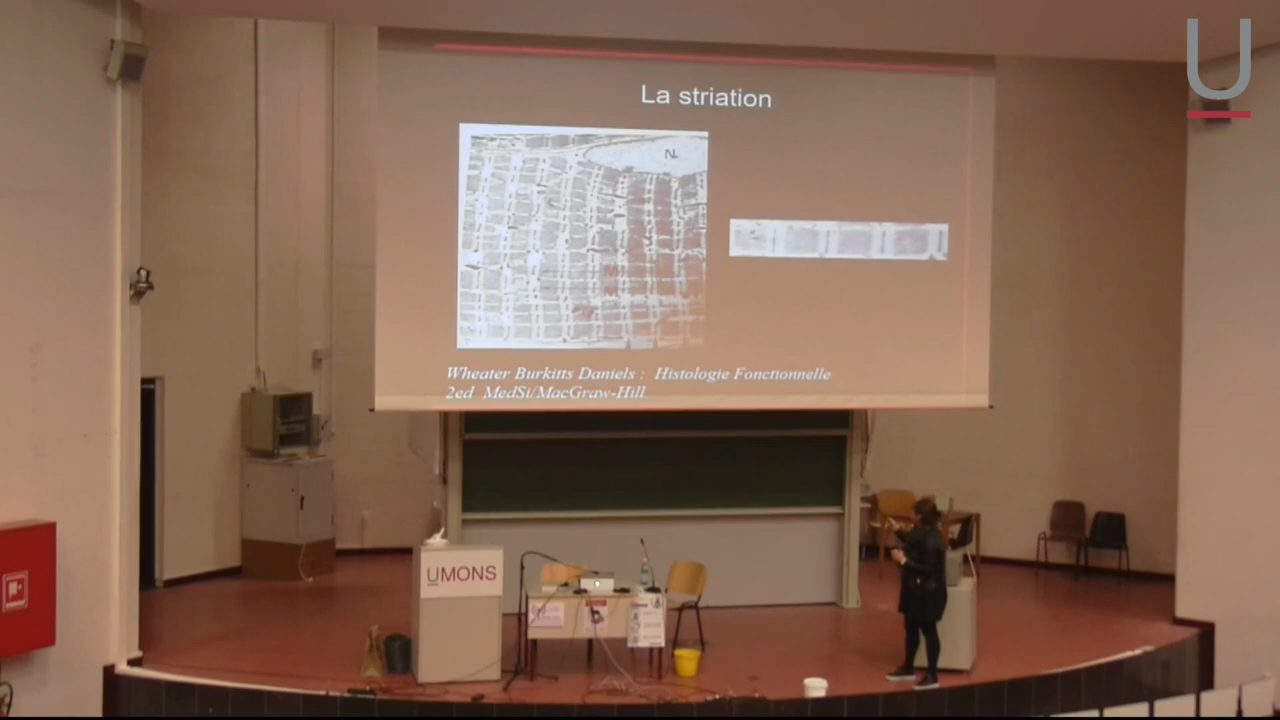 U
La striation
N
M
M
Wheater Burkitts Daniels : Histologie Fonctionnelle
2ed MedSi/MacGraw-Hill
UMONS